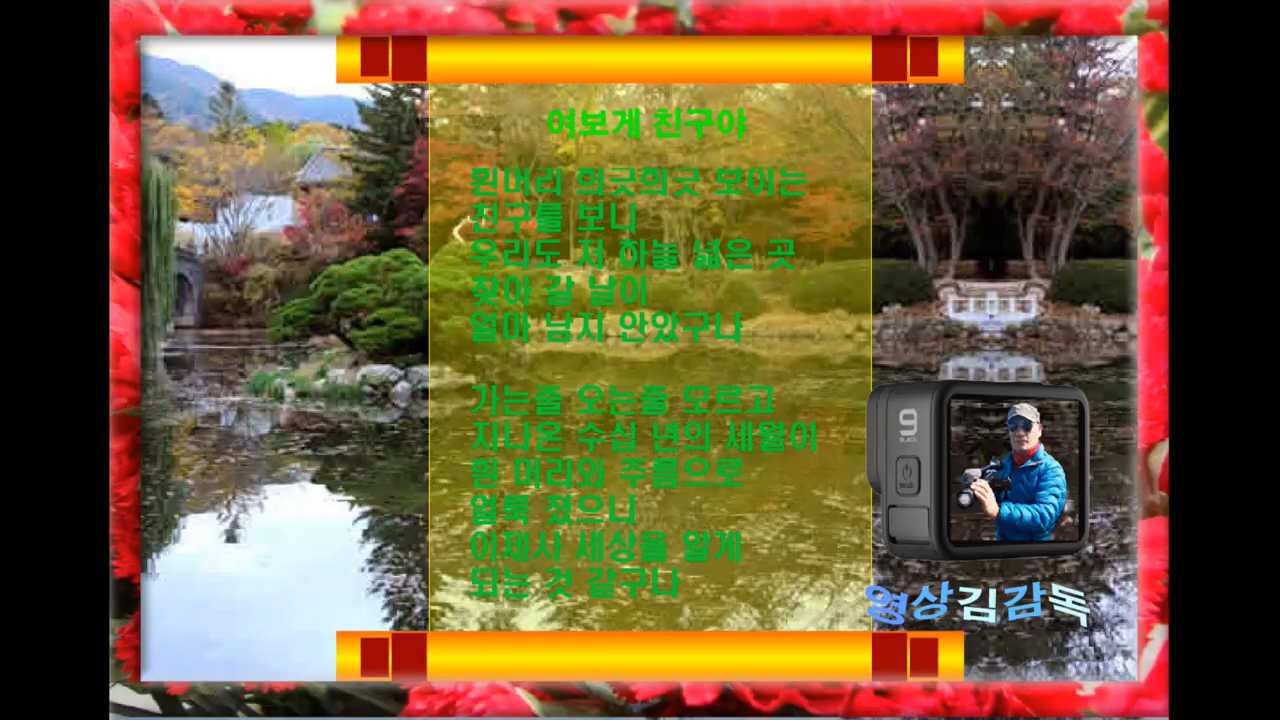 여보게 친구야
흰머리 희긋희긋 보이는
친구를 보니
우리도 저 하늘 넓은 곳
찾아 갈 날이
얼마 남지 안았구나
가는줄 오는줄 모르고
지나온 수십 년의 세월이
흰 머리와 주름으로
얼룩 졌으니
이제사 세상을 알게
되는 것 같구나
9
BLACK
영상김감독